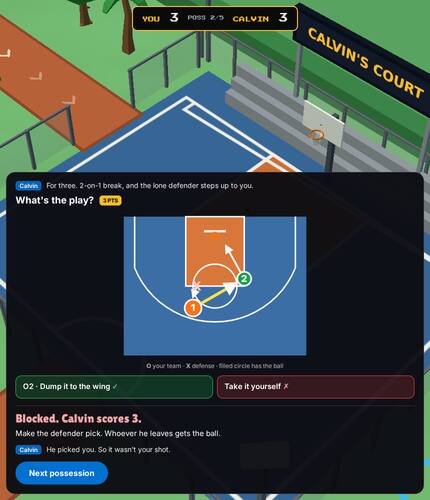 YOU 3 POSS 2/5 CALVIN 3
CALVIN'S COURT
Calvin For three. 2-on-1 break, and the lone defender steps up to you.
What's the play? 3 PTS
2
1
O your team · X defense · filled circle has the ball
O2 · Dump it to the wing ✓
Take it yourself ✗
Blocked. Calvin scores 3.
Make the defender pick. Whoever he leaves gets the ball.
Calvin He picked you. So it wasn't your shot.
Next possession